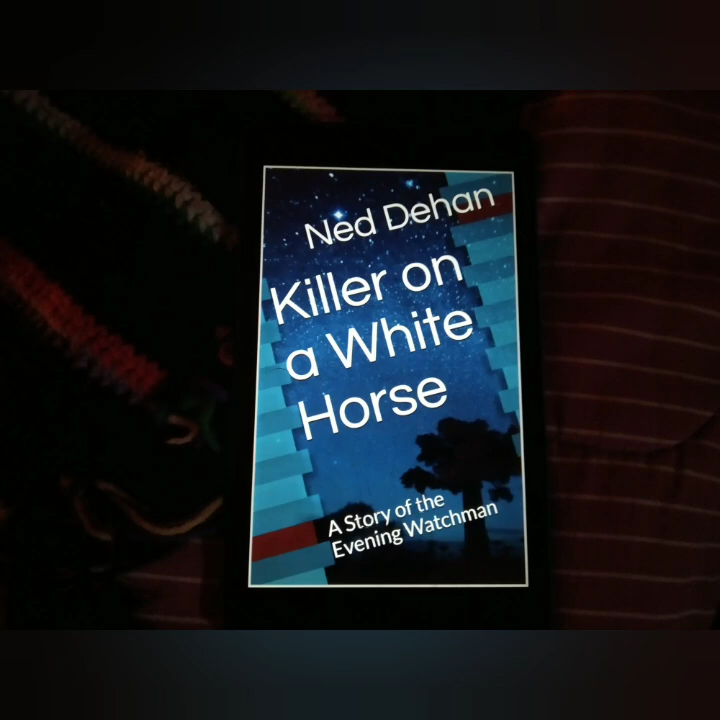 Ned Dehan
Killer on
a White
Horse
A Story of the
Evening Watchman